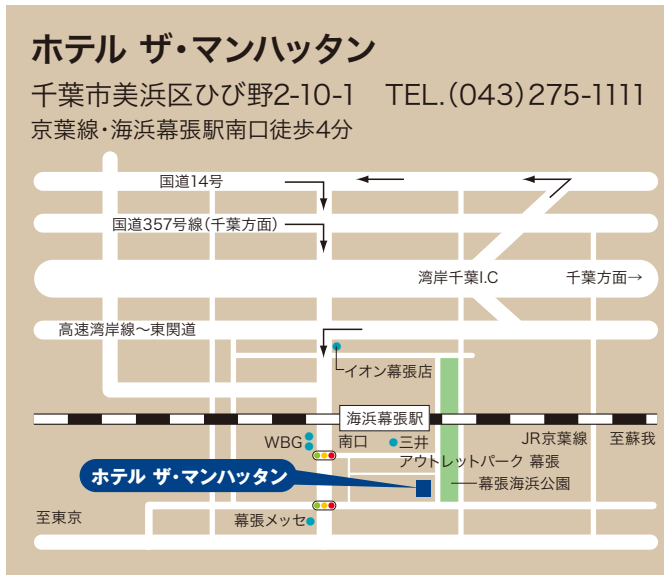 ホテル ザ・マンハッタン
千葉市美浜区ひび野2-10-1　TEL.(043)275-1111
京葉線・海浜幕張駅南口徒歩4分
国道14号
国道357号線(千葉方面)
湾岸千葉I.C
千葉方面→
高速湾岸線〜東関道
イオン幕張店
海浜幕張駅
WBG
南口
三井
アウトレットパーク 幕張
JR京葉線
至蘇我
ホテル ザ・マンハッタン
幕張海浜公園
至東京
幕張メッセ